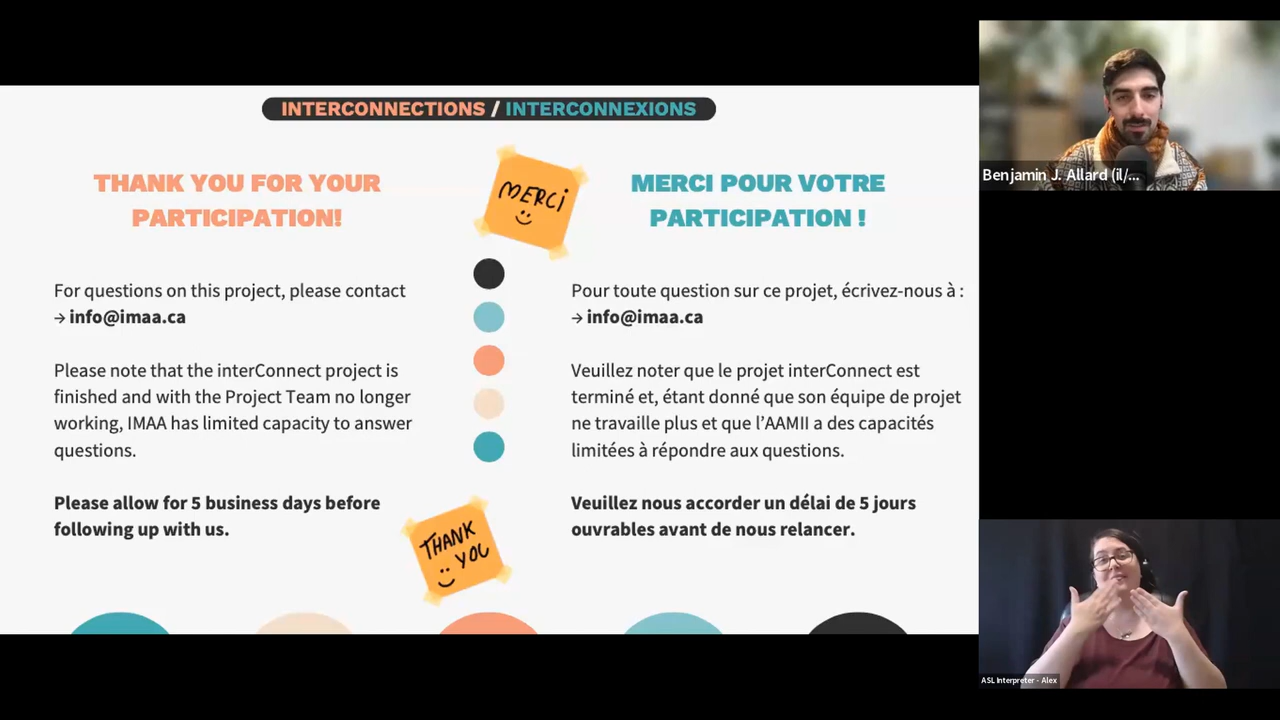 INTERCONNECTIONS / INTERCONNEXIONS
THANK YOU FOR YOUR
PARTICIPATION!
For questions on this project, please contact
→ info@imaa.ca
Please note that the interConnect project is
finished and with the Project Team no longer
working, IMAA has limited capacity to answer
questions.
Please allow for 5 business days before
following up with us.
MERCI
THANK
YOU
MERCI POUR VOTRE
PARTICIPATION !
Pour toute question sur ce projet, écrivez-nous à :
→ info@imaa.ca
Veuillez noter que le projet interConnect est
terminé et, étant donné que son équipe de projet
ne travaille plus et que l’AAMII a des capacités
limitées à répondre aux questions.
Veuillez nous accorder un délai de 5 jours
ouvrables avant de nous relancer.
Benjamin J. Allard (il/...
ASL Interpreter - Alex